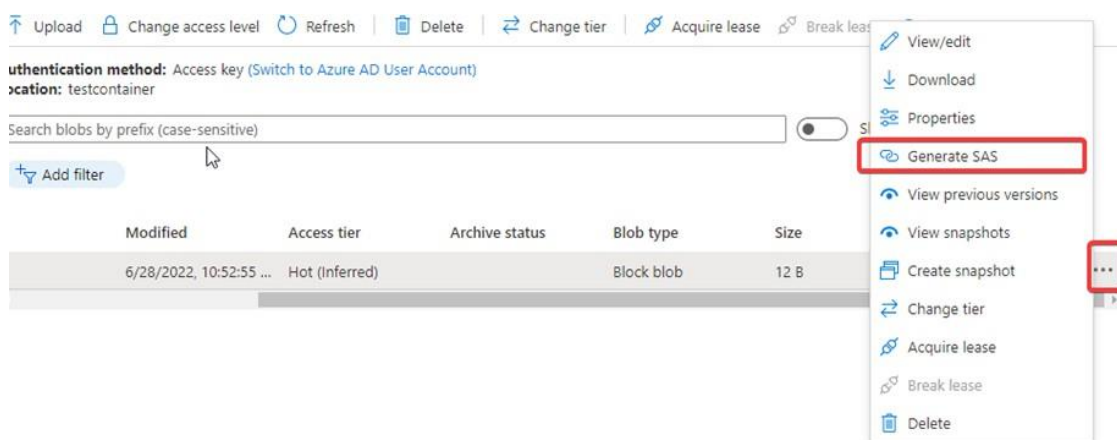 Upload Change access level Refresh Delete Change tier Acquire lease Break leas
uthentication method: Access key (Switch to Azure AD User Account)
ocation: testcontainer
Search blobs by prefix (case-sensitive)
Add filter
Modified Access tier Archive status Blob type Size
6/28/2022, 10:52:55 ... Hot (Inferred) Block blob 12 B ...
View/edit
Download
Properties
Generate SAS
View previous versions
View snapshots
Create snapshot
Change tier
Acquire lease
Break lease
Delete